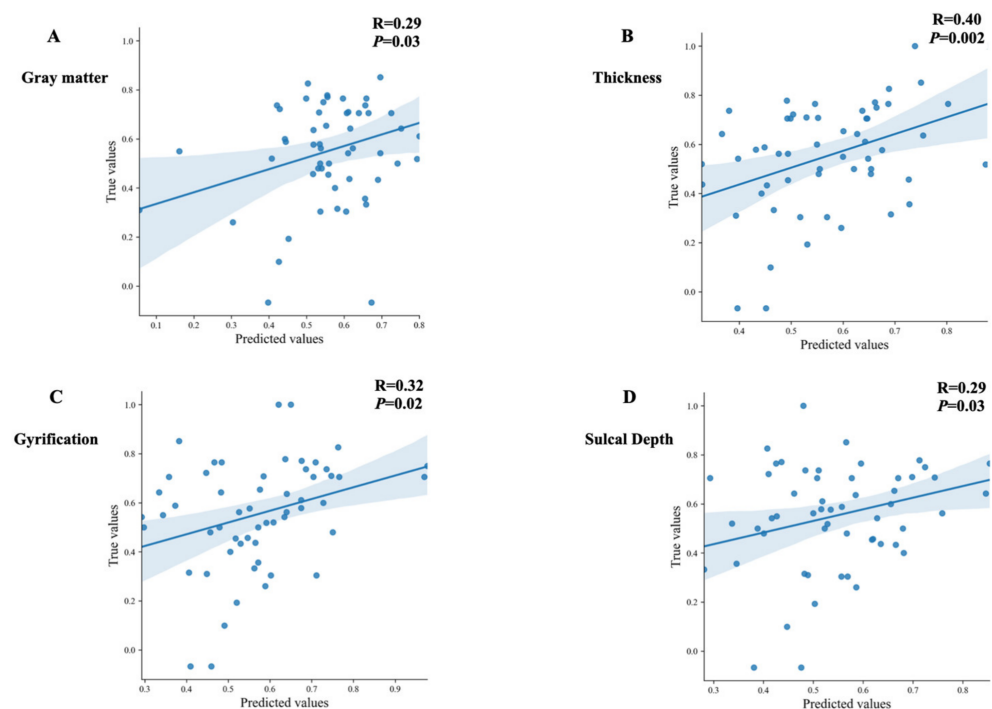 A
Gray matter
R=0.29
P=0.03
1.0
0.8
0.6
0.4
0.2
0.0
True values
0.1 0.2 0.3 0.4 0.5 0.6 0.7 0.8
Predicted values
B
Thickness
R=0.40
P=0.002
1.0
0.8
0.6
0.4
0.2
0.0
True values
0.4 0.5 0.6 0.7 0.8
Predicted values
C
Gyrification
R=0.32
P=0.02
1.0
0.8
0.6
0.4
0.2
0.0
True values
0.3 0.4 0.5 0.6 0.7 0.8 0.9
Predicted values
D
Sulcal Depth
R=0.29
P=0.03
1.0
0.8
0.6
0.4
0.2
0.0
True values
0.3 0.4 0.5 0.6 0.7 0.8
Predicted values